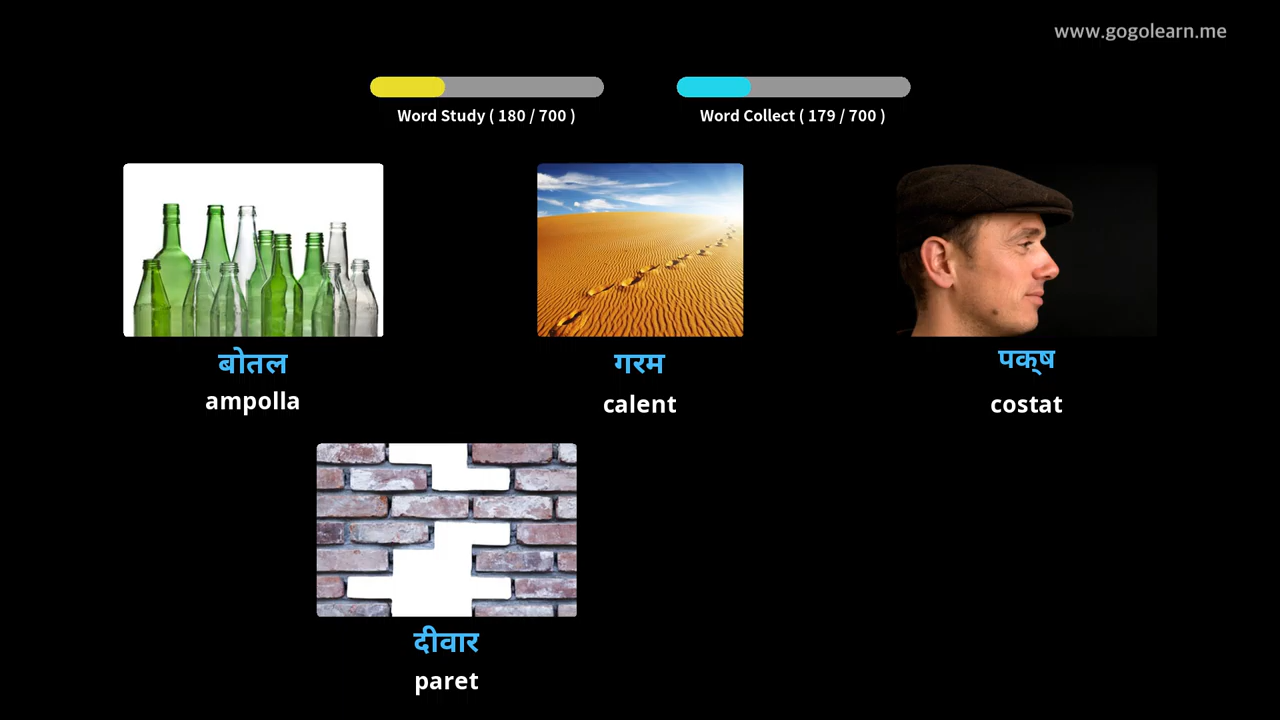 www.gogolearn.me
Word Study ( 180 / 700 )
Word Collect ( 179 / 700 )
बोतल
ampolla
गरम
calent
पक्ष
costat
दीवार
paret